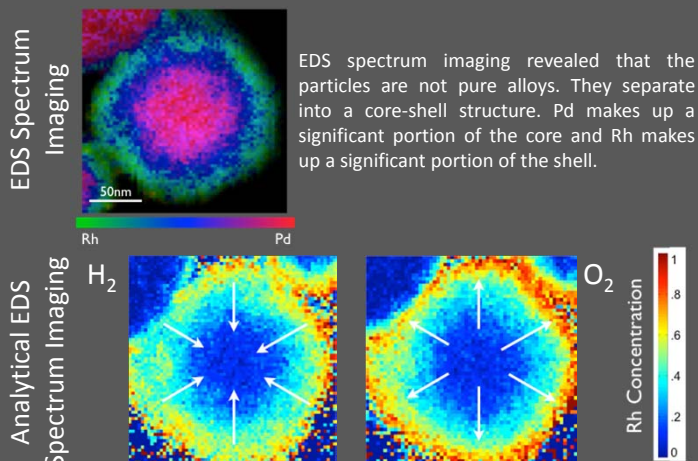 EDS Spectrum
Imaging
EDS spectrum imaging revealed that the
particles are not pure alloys. They separate
into a core-shell structure. Pd makes up a
significant portion of the core and Rh makes
up a significant portion of the shell.
50nm
Rh
Pd
Analytical EDS
Spectrum Imaging
H₂
O₂
Rh Concentration
1
.8
.6
.4
.2
0